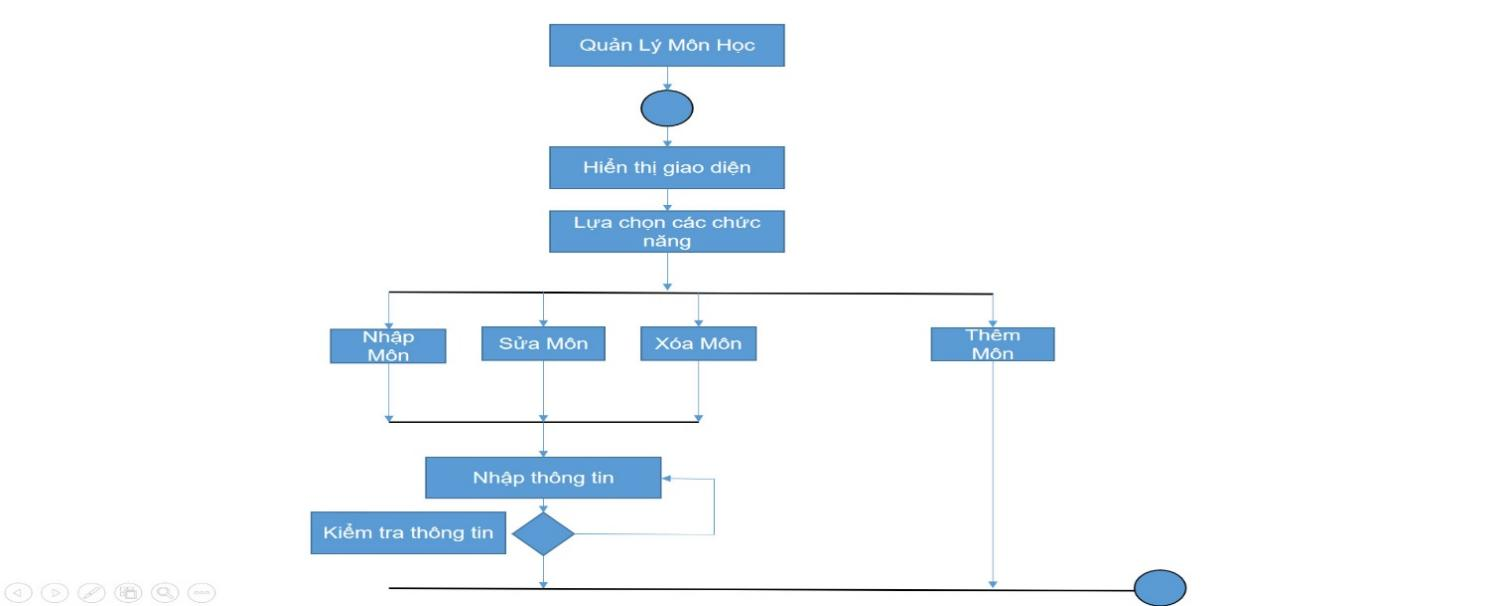 Quản Lý Môn Học
Hiển thị giao diện
Lựa chọn các chức
năng
Nhập
Môn
Sửa Môn
Xóa Môn
Thêm
Môn
Nhập thông tin
Kiểm tra thông tin